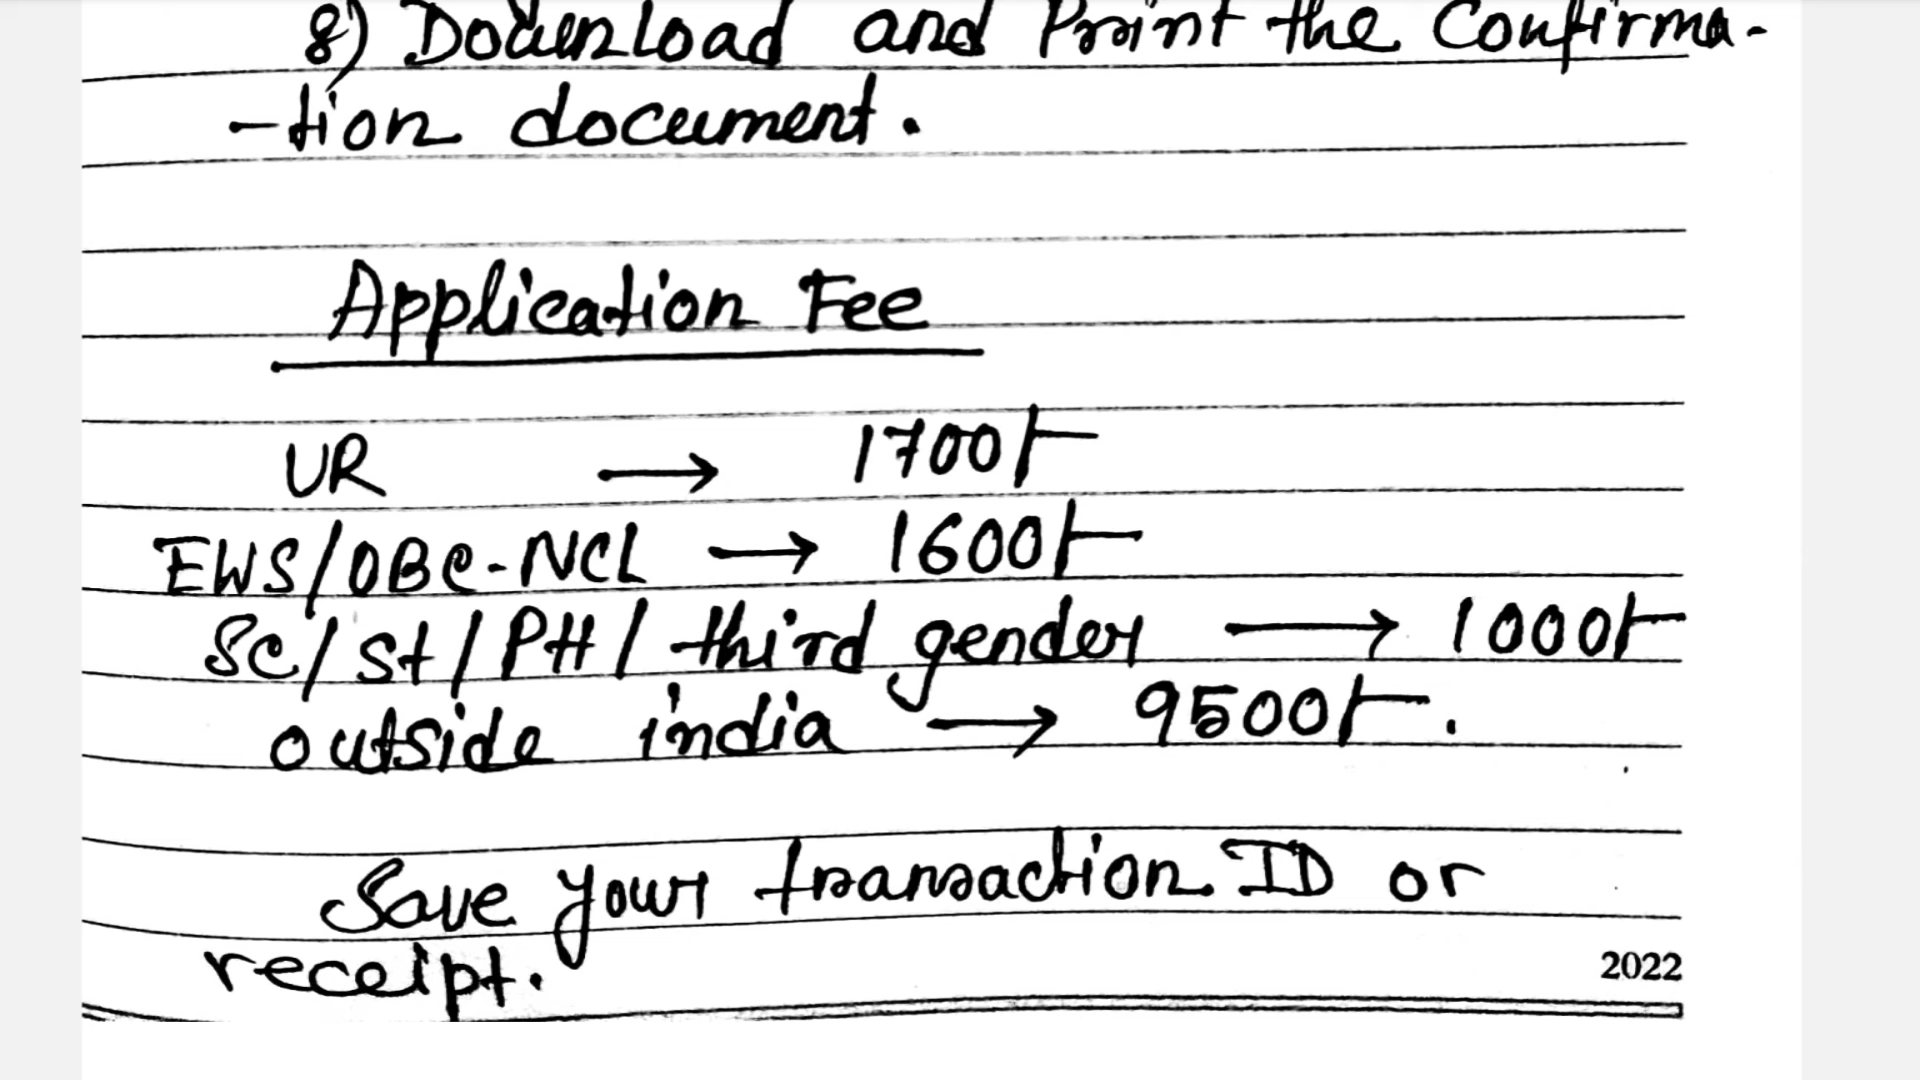 8) Download and Print the Confirma-
-tion document.
Application Fee
UR → 1700/-
EWS/OBC-NCL → 1600/-
SC/St/PH/third gender → 1000/-
outside india → 9500/-.
Save your transaction ID or
receipt.
2022